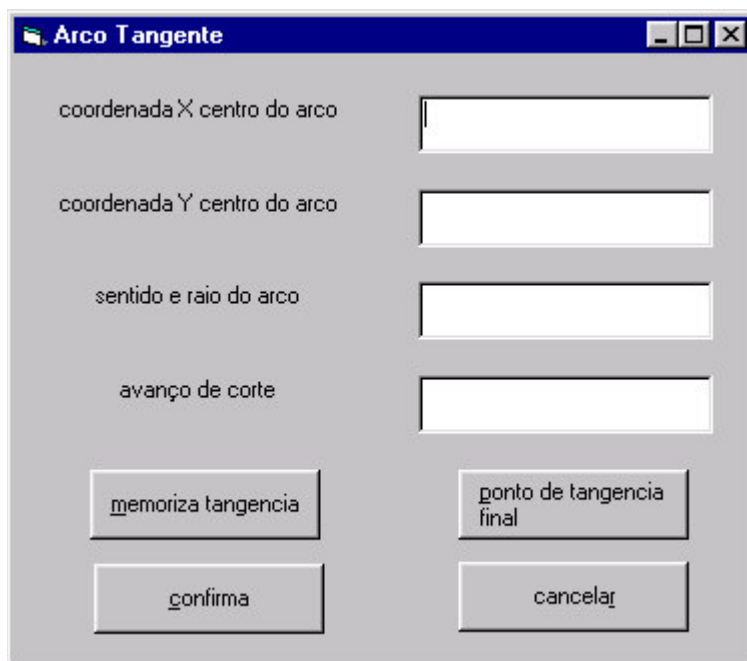 Arco Tangente
coordenada X centro do arco
coordenada Y centro do arco
sentido e raio do arco
avanço de corte
memoriza tangencia
ponto de tangencia
final
confirma
cancelar